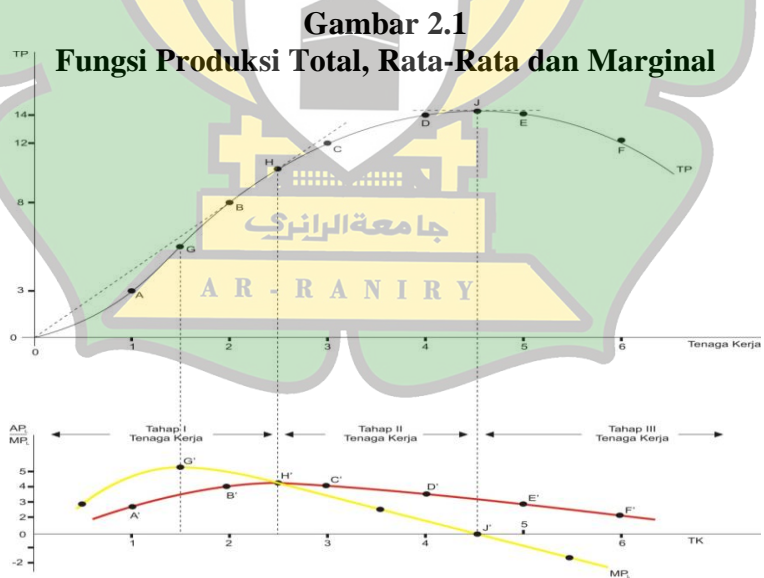 Gambar 2.1
Fungsi Produksi Total, Rata-Rata dan Marginal
TP
14
12
8
3
0
J
D
E
C
F
H
TP
B
G
A
جامعة الرانري
AR - RANIRY
0
1
2
3
4
5
6
Tenaga Kerja
AP
MP
Tahap I
Tenaga Kerja
Tahap II
Tenaga Kerja
Tahap III
Tenaga Kerja
5
4
3
2
0
-2
G'
H'
C'
B'
D'
A'
E'
F'
J'
1
2
3
4
5
6
TK
MP